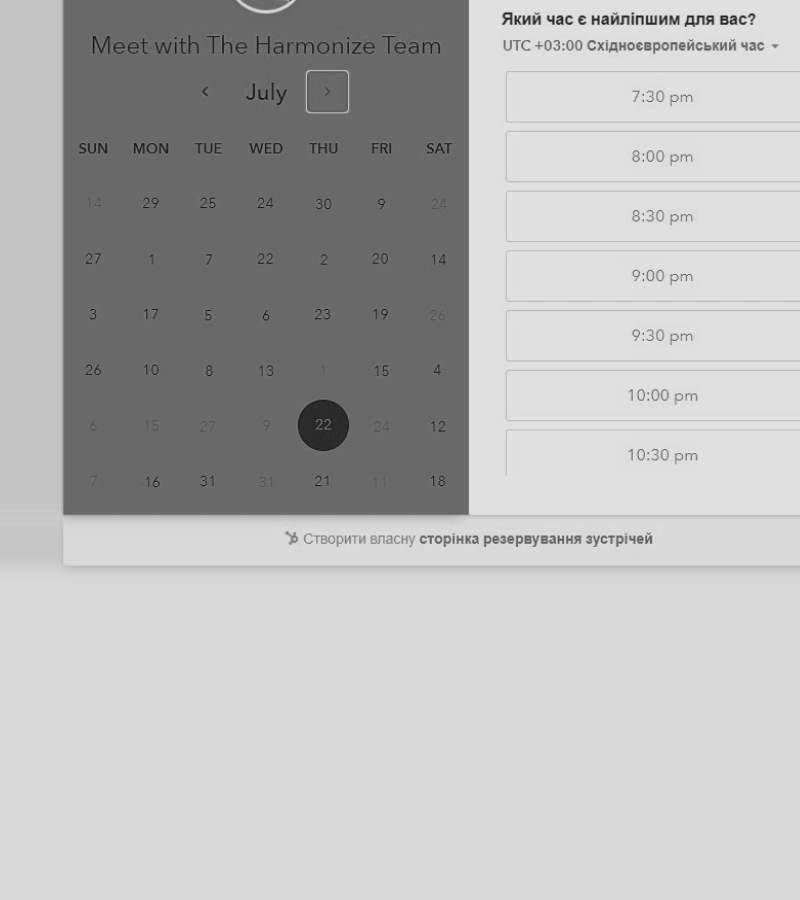 Meet with The Harmonize Team
July
SUN MON TUE WED THU FRI SAT
14 29 25 24 30 9 24
27 1 7 22 2 20 14
3 17 5 6 23 19 26
26 10 8 13 1 15 4
6 15 27 9 22 24 12
7 16 31 31 21 11 18
Який час є найліпшим для вас?
UTC +03:00 Східноєвропейський час
7:30 pm
8:00 pm
8:30 pm
9:00 pm
9:30 pm
10:00 pm
10:30 pm
Створити власну сторінка резервування зустрічей